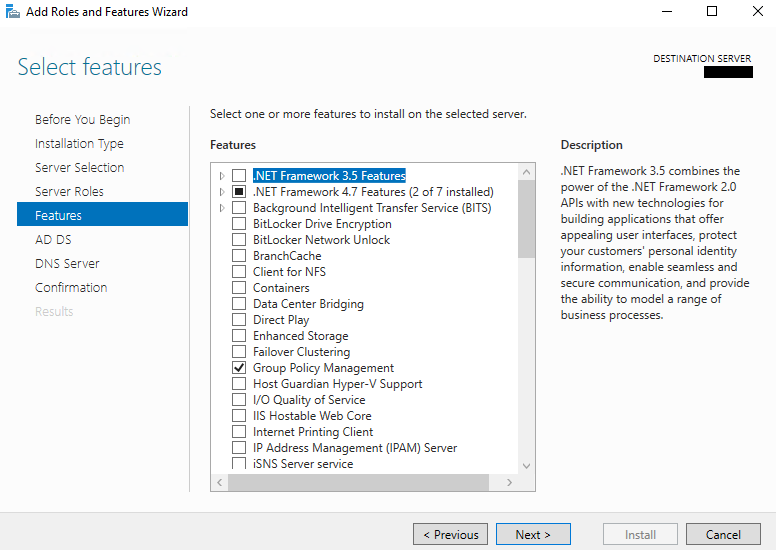 Add Roles and Features Wizard
Select features
DESTINATION SERVER
Before You Begin
Installation Type
Server Selection
Server Roles
Features
AD DS
DNS Server
Confirmation
Results
Select one or more features to install on the selected server.
Features
.NET Framework 3.5 Features
.NET Framework 4.7 Features (2 of 7 installed)
Background Intelligent Transfer Service (BITS)
BitLocker Drive Encryption
BitLocker Network Unlock
BranchCache
Client for NFS
Containers
Data Center Bridging
Direct Play
Enhanced Storage
Failover Clustering
Group Policy Management
Host Guardian Hyper-V Support
I/O Quality of Service
IIS Hostable Web Core
Internet Printing Client
IP Address Management (IPAM) Server
iSNS Server service
Description
.NET Framework 3.5 combines the
power of the .NET Framework 2.0
APIs with new technologies for
building applications that offer
appealing user interfaces, protect
your customers' personal identity
information, enable seamless and
secure communication, and provide
the ability to model a range of
business processes.
< Previous
Next >
Install
Cancel